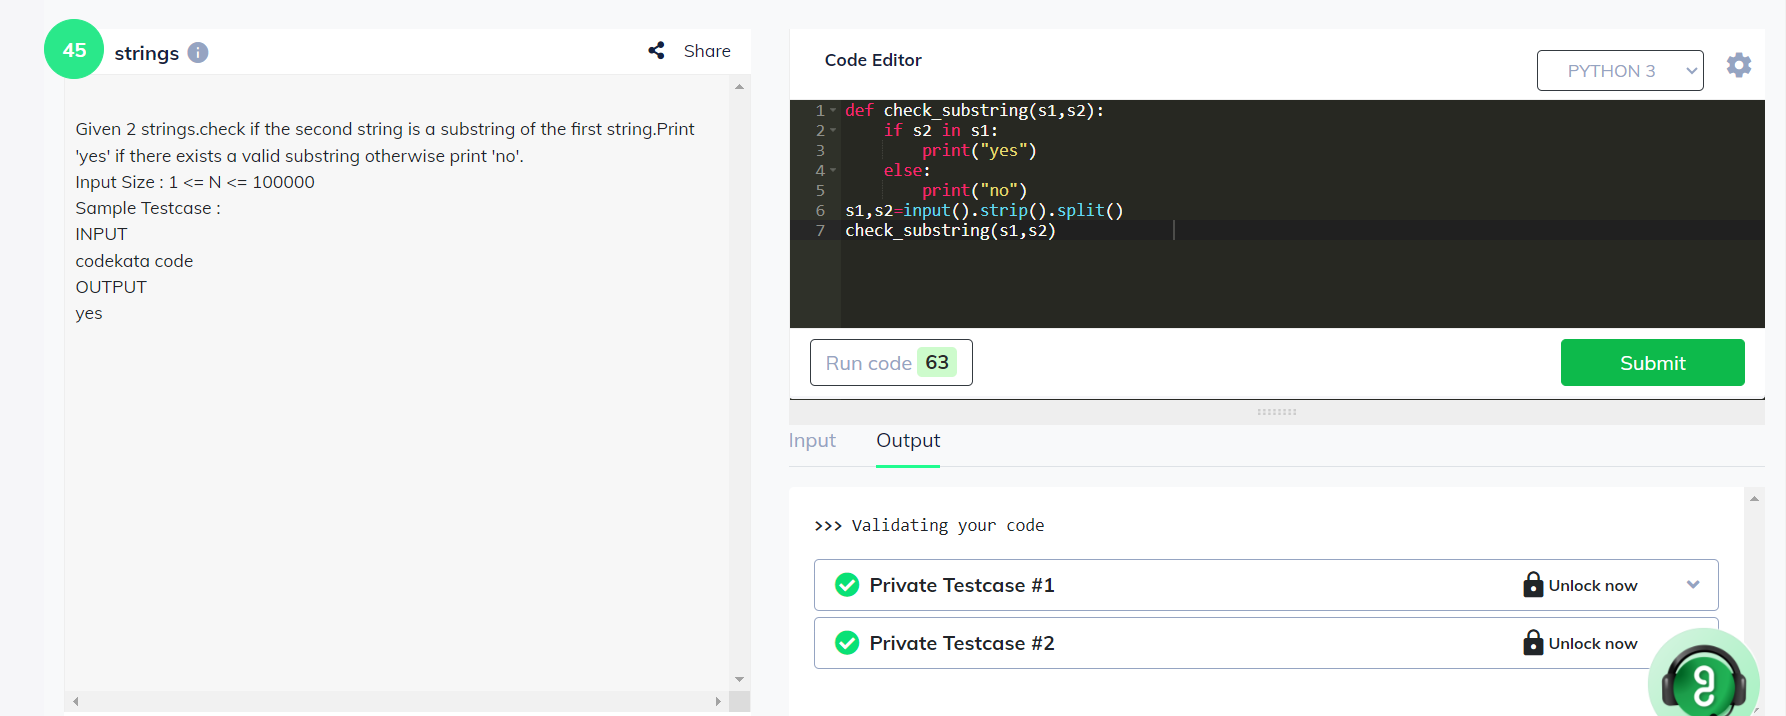 45
strings
Share
Given 2 strings.check if the second string is a substring of the first string.Print
'yes' if there exists a valid substring otherwise print 'no'.
Input Size : 1 <= N <= 100000
Sample Testcase :
INPUT
codekata code
OUTPUT
yes
Code Editor
PYTHON 3
1 def check_substring(s1,s2):
2     if s2 in s1:
3         print("yes")
4     else:
5         print("no")
6 s1,s2=input().strip().split()
7 check_substring(s1,s2)
Run code 63
Submit
Input Output
>>> Validating your code
Private Testcase #1 Unlock now
Private Testcase #2 Unlock now